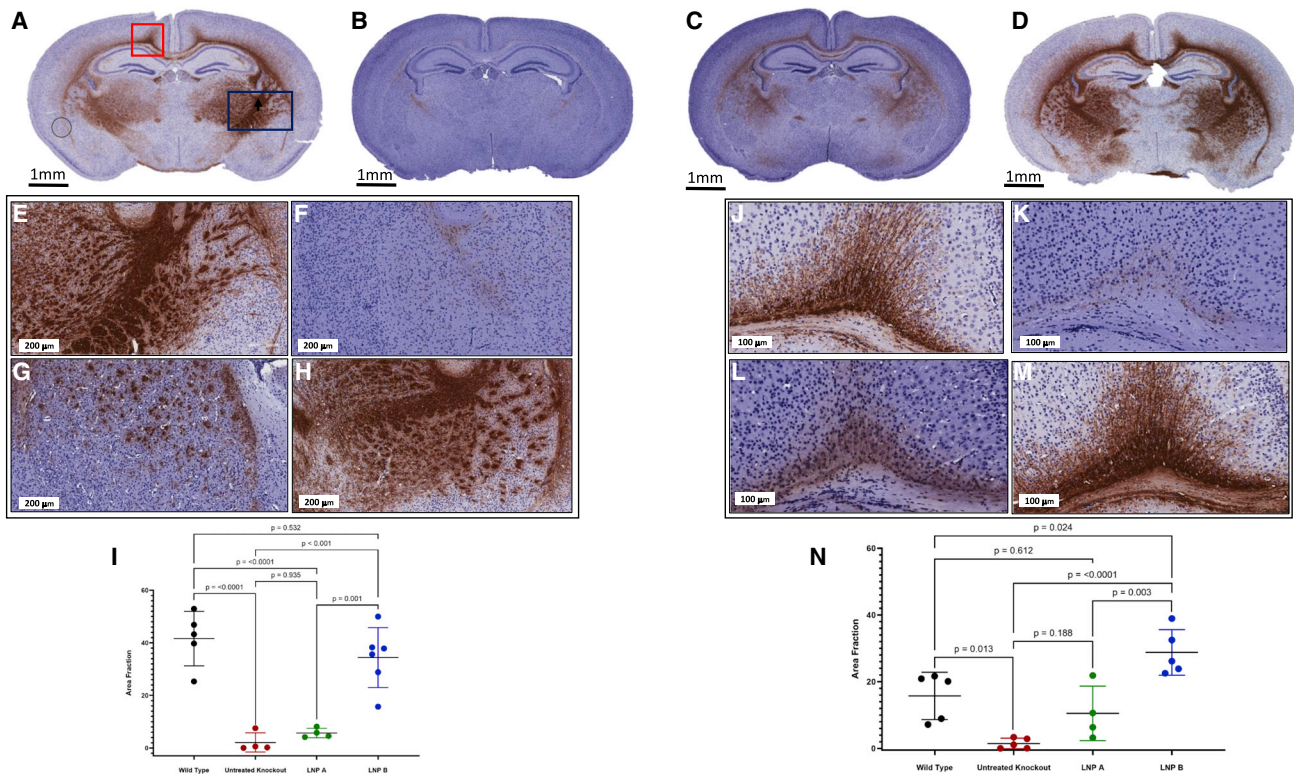 A
B
C
D
1mm
1mm
1mm
1mm
E
F
200 µm
200 µm
G
H
200 µm
200 µm
J
K
100 µm
100 µm
L
M
100 µm
100 µm
I
p = 0.532
p < 0.001
p = <0.0001
p = 0.935
p = <0.0001
p = 0.001
60
40
20
0
Area Fraction
Wild Type
Untreated Knockout
LNP A
LNP B
N
p = 0.024
p = 0.612
p = <0.0001
p = 0.003
p = 0.188
p = 0.013
60
40
20
0
Area Fraction
Wild Type
Untreated Knockout
LNP A
LNP B